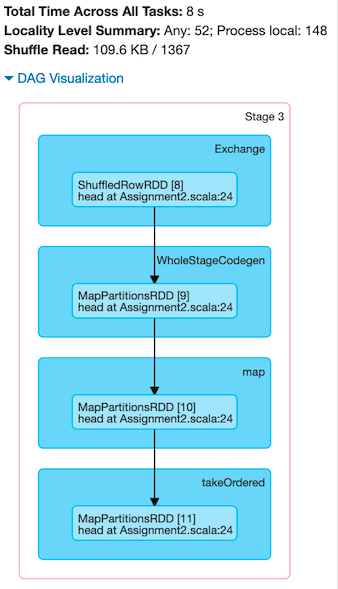 Total Time Across All Tasks: 8 s
Locality Level Summary: Any: 52; Process local: 148
Shuffle Read: 109.6 KB / 1367
DAG Visualization
Stage 3
Exchange
ShuffledRowRDD [8]
head at Assignment2.scala:24
WholeStageCodegen
MapPartitionsRDD [9]
head at Assignment2.scala:24
map
MapPartitionsRDD [10]
head at Assignment2.scala:24
takeOrdered
MapPartitionsRDD [11]
head at Assignment2.scala:24